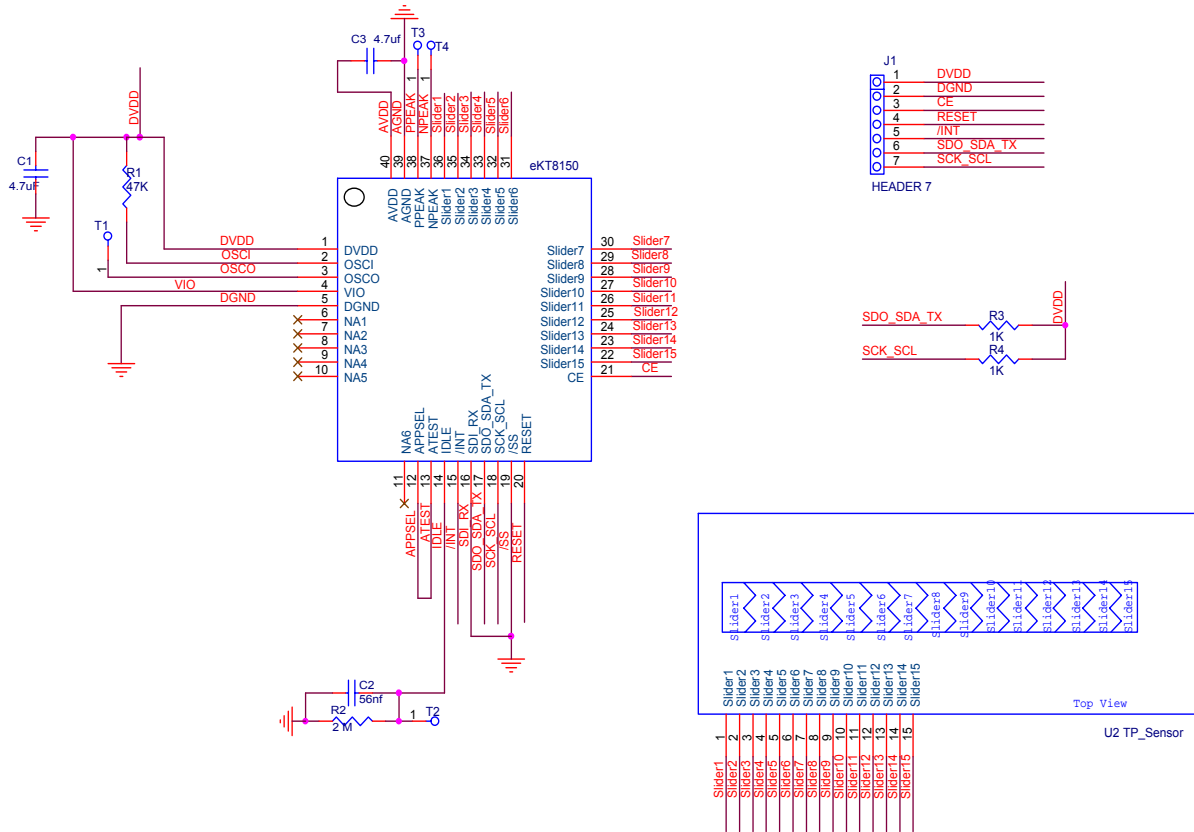 C3 4.7uf
T3
T4
1
1
AVDD
AGND
PPEAK
NPEAK
Slider1
Slider2
Slider3
Slider4
Slider5
Slider6
40
39
38
37
36
35
34
33
32
31
eKT8150
AVDD
AGND
PPEAK
NPEAK
Slider1
Slider2
Slider3
Slider4
Slider5
Slider6
DVDD
C1
4.7uF
R1
47K
T1
1
DVDD 1 DVDD
OSCI 2 OSCI
OSCO 3 OSCO
VIO 4 VIO
DGND 5 DGND
6 NA1
7 NA2
8 NA3
9 NA4
10 NA5
Slider7 30 Slider7
Slider8 29 Slider8
Slider9 28 Slider9
Slider10 27 Slider10
Slider11 26 Slider11
Slider12 25 Slider12
Slider13 24 Slider13
Slider14 23 Slider14
Slider15 22 Slider15
CE 21 CE
NA6
APPSEL
ATEST
IDLE
/INT
SDI_RX
SDO_SDA_TX
SCK_SCL
/SS
RESET
11
12
13
14
15
16
17
18
19
20
APPSEL
ATEST
IDLE
/INT
SDI_RX
SDO_SDA_TX
SCK_SCL
/SS
RESET
C2
56nf
R2
2 M
1
T2
J1
1 DVDD
2 DGND
3 CE
4 RESET
5 /INT
6 SDO_SDA_TX
7 SCK_SCL
HEADER 7
DVDD
SDO_SDA_TX R3
1K
SCK_SCL R4
1K
Slider1
Slider2
Slider3
Slider4
Slider5
Slider6
Slider7
Slider8
Slider9
Slider10
Slider11
Slider12
Slider13
Slider14
Slider15
Slider1
Slider2
Slider3
Slider4
Slider5
Slider6
Slider7
Slider8
Slider9
Slider10
Slider11
Slider12
Slider13
Slider14
Slider15
Top View
U2 TP_Sensor
1
2
3
4
5
6
7
8
9
10
11
12
13
14
15
Slider1
Slider2
Slider3
Slider4
Slider5
Slider6
Slider7
Slider8
Slider9
Slider10
Slider11
Slider12
Slider13
Slider14
Slider15